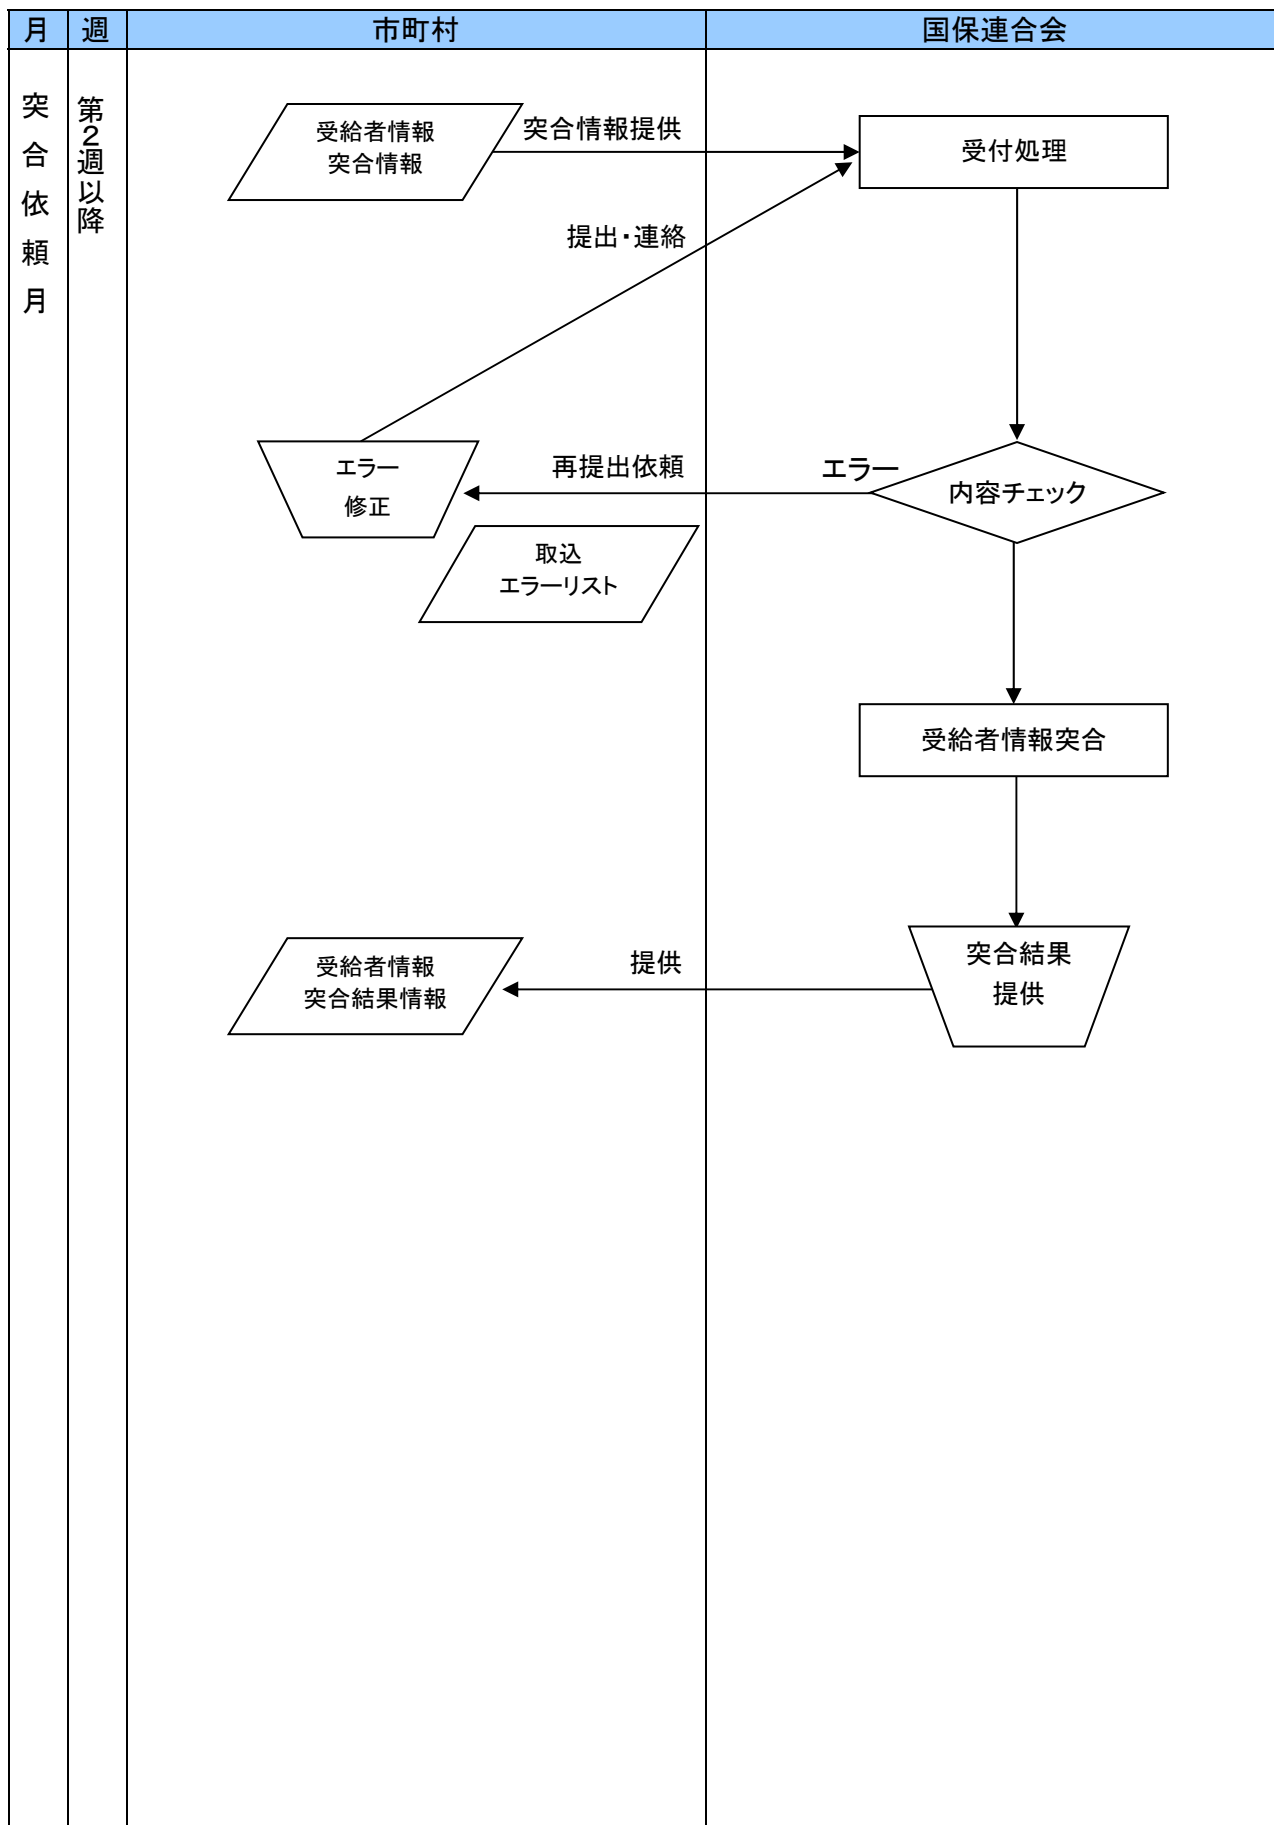 月 週 市町村 国保連合会
突合依頼月
第２週以降
受給者情報
突合情報
突合情報提供
受付処理
提出・連絡
エラー
修正
再提出依頼
エラー
内容チェック
取込
エラーリスト
受給者情報突合
受給者情報
突合結果情報
提供
突合結果
提供